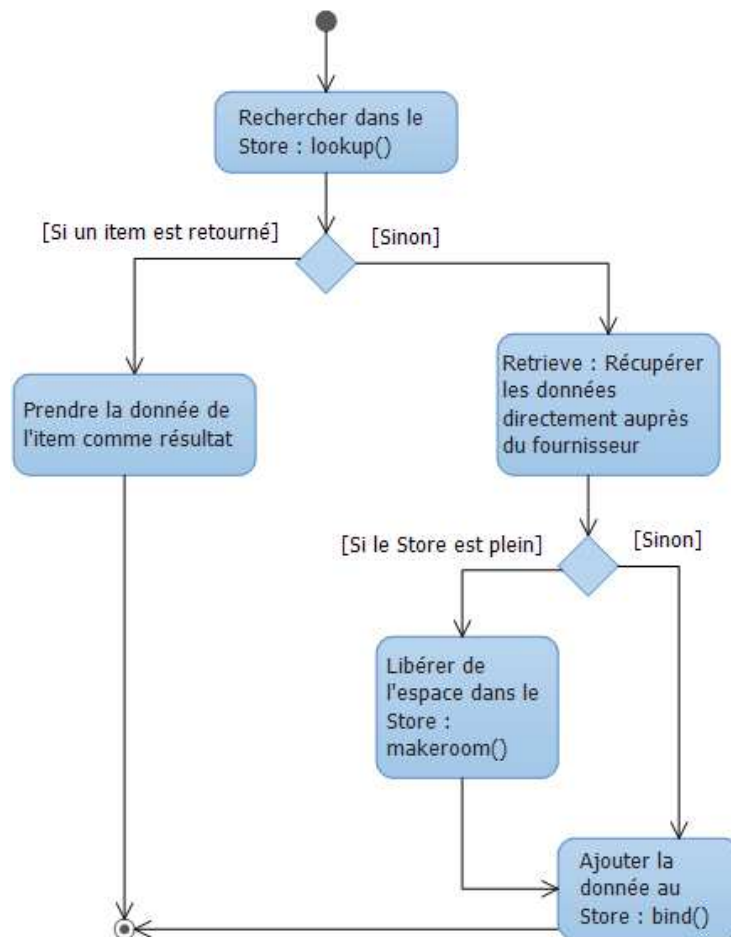 Rechercher dans le
Store : lookup()
[Si un item est retourné]
[Sinon]
Prendre la donnée de
l'item comme résultat
Retrieve : Récupérer
les données
directement auprès
du fournisseur
[Si le Store est plein]
[Sinon]
Libérer de
l'espace dans le
Store :
makeroom()
Ajouter la
donnée au
Store : bind()